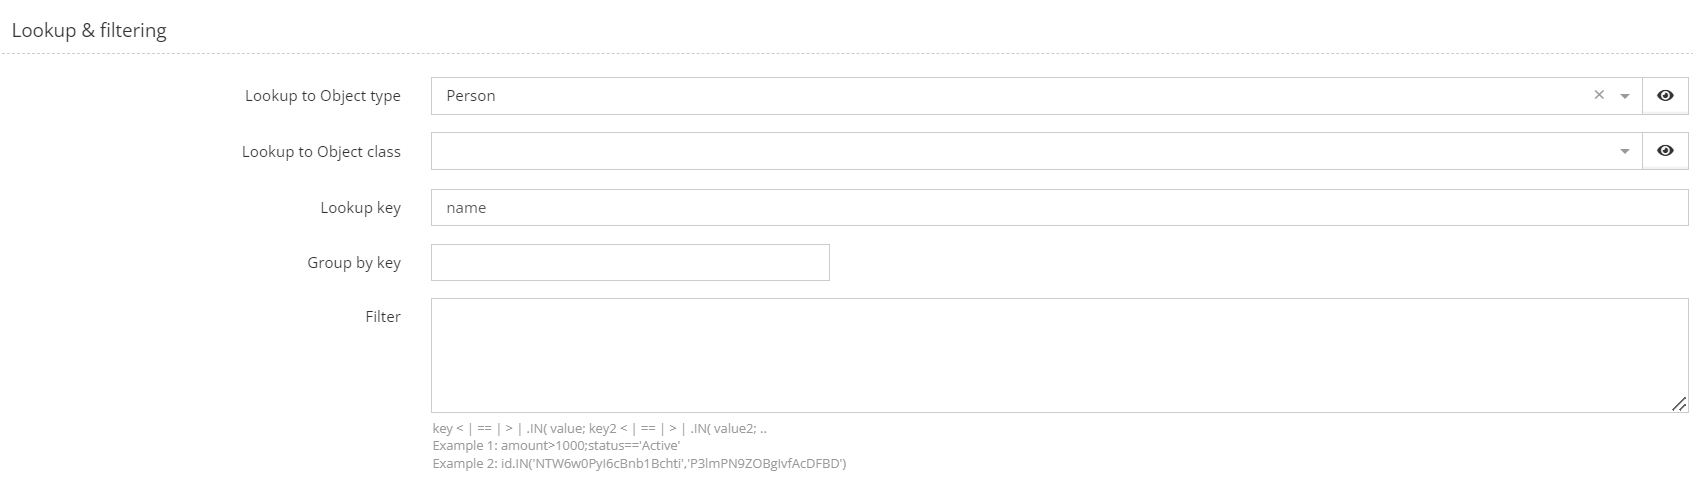 Lookup & filtering
Lookup to Object type
Person
Lookup to Object class
Lookup key
name
Group by key
Filter
key < | == | > | .IN( value; key2 < | == | > | .IN( value2; ..
Example 1: amount>1000;status=='Active'
Example 2: id.IN('NTW6w0PyI6cBnb1Bchti','P3lmPN9ZOBgIvfAcDFBD')